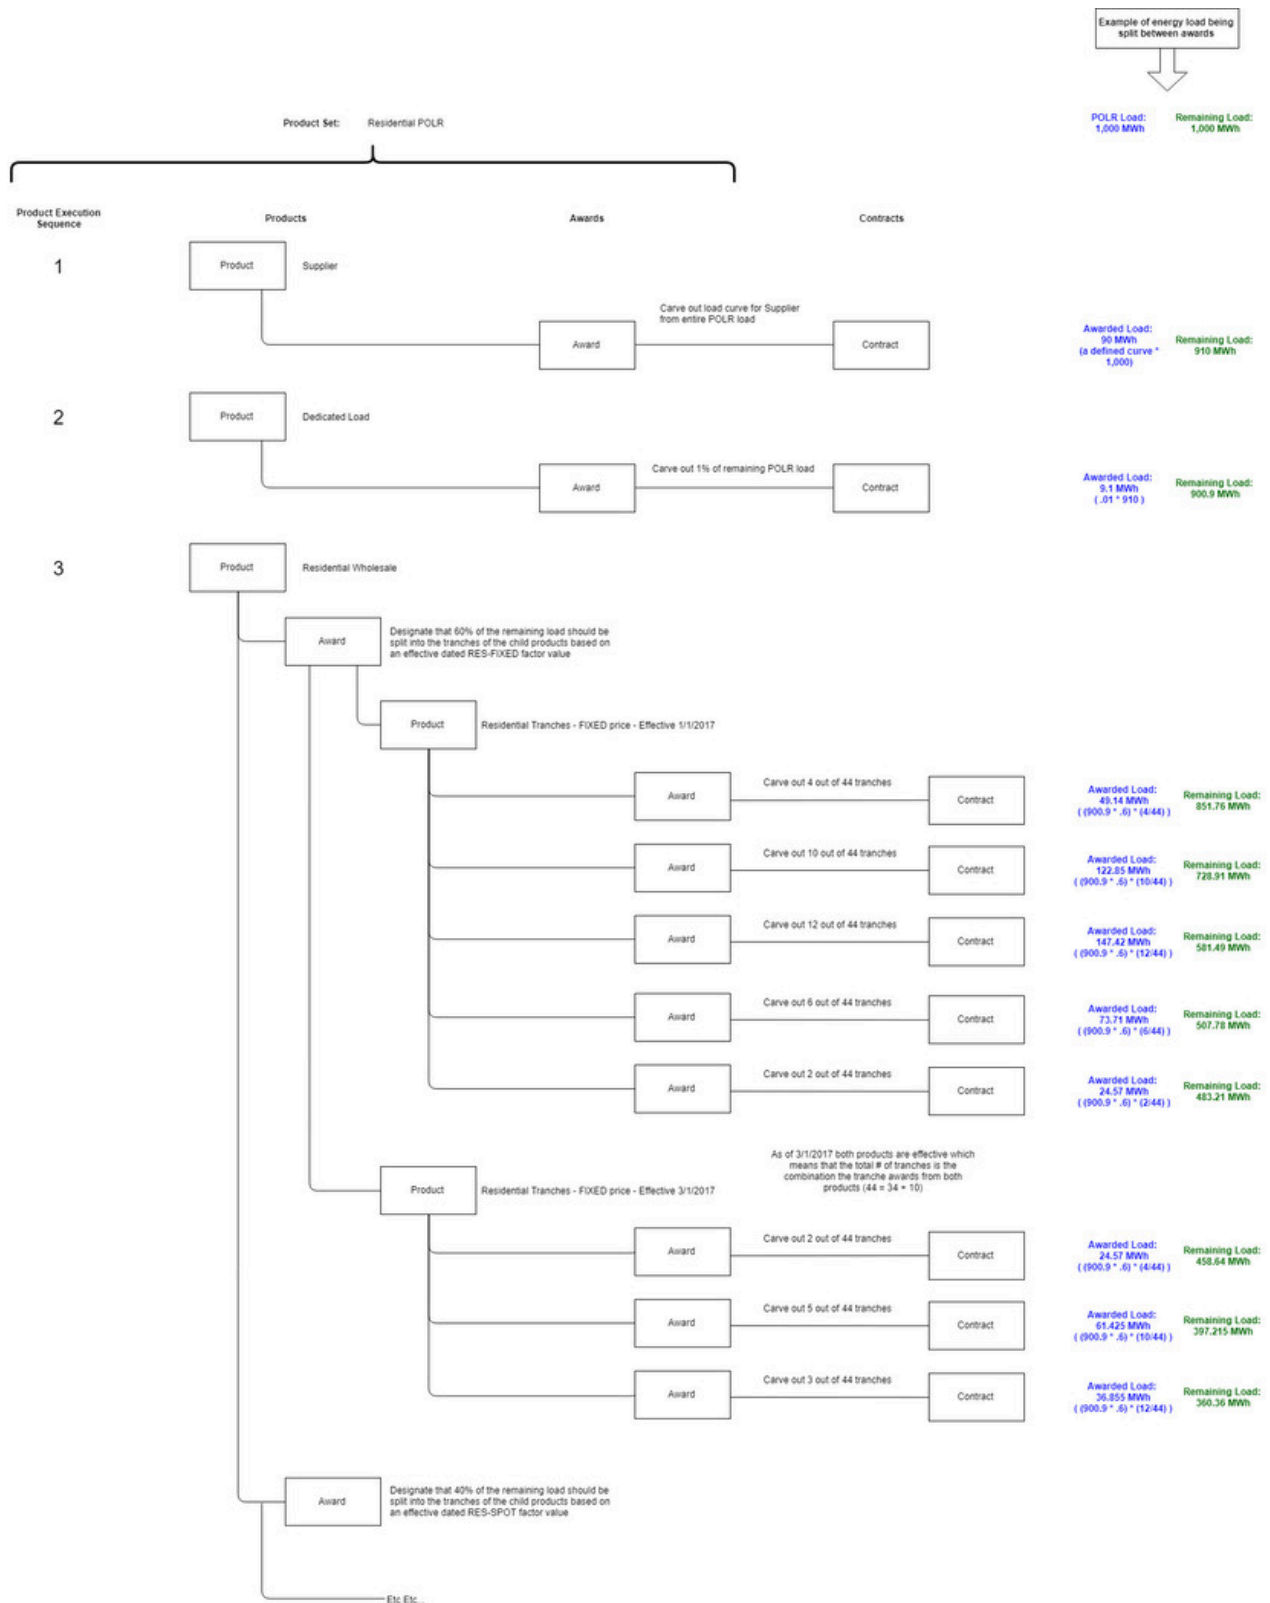 Example of energy load being
split between awards
POLR Load:
1,000 MWh
Remaining Load:
1,000 MWh
Product Set: Residential POLR
Product Execution
Sequence
Products
Awards
Contracts
1
Product
Supplier
Carve out load curve for Supplier
from entire POLR load
Award
Contract
Awarded Load:
90 MWh
(a defined curve *
1,000)
Remaining Load:
910 MWh
2
Product
Dedicated Load
Award
Carve out 1% of remaining POLR load
Contract
Awarded Load:
9.1 MWh
( .01 * 910 )
Remaining Load:
900.9 MWh
3
Product
Residential Wholesale
Award
Designate that 60% of the remaining load should be
split into the tranches of the child products based on
an effective dated RES-FIXED factor value
Product
Residential Tranches - FIXED price - Effective 1/1/2017
Award
Carve out 4 out of 44 tranches
Contract
Awarded Load:
49.14 MWh
( (900.9 * .6) * (4/44) )
Remaining Load:
851.76 MWh
Award
Carve out 10 out of 44 tranches
Contract
Awarded Load:
122.85 MWh
( (900.9 * .6) * (10/44) )
Remaining Load:
728.91 MWh
Award
Carve out 12 out of 44 tranches
Contract
Awarded Load:
147.42 MWh
( (900.9 * .6) * (12/44) )
Remaining Load:
581.49 MWh
Award
Carve out 6 out of 44 tranches
Contract
Awarded Load:
73.71 MWh
( (900.9 * .6) * (6/44) )
Remaining Load:
507.78 MWh
Award
Carve out 2 out of 44 tranches
Contract
Awarded Load:
24.57 MWh
( (900.9 * .6) * (2/44) )
Remaining Load:
483.21 MWh
As of 3/1/2017 both products are effective which
means that the total # of tranches is the
combination the tranche awards from both
products (44 = 34 + 10)
Product
Residential Tranches - FIXED price - Effective 3/1/2017
Award
Carve out 2 out of 44 tranches
Contract
Awarded Load:
24.57 MWh
( (900.9 * .6) * (4/44) )
Remaining Load:
458.64 MWh
Award
Carve out 5 out of 44 tranches
Contract
Awarded Load:
61.425 MWh
( (900.9 * .6) * (10/44) )
Remaining Load:
397.215 MWh
Award
Carve out 3 out of 44 tranches
Contract
Awarded Load:
36.855 MWh
( (900.9 * .6) * (12/44) )
Remaining Load:
360.36 MWh
Award
Designate that 40% of the remaining load should be
split into the tranches of the child products based on
an effective dated RES-SPOT factor value
Etc Etc...